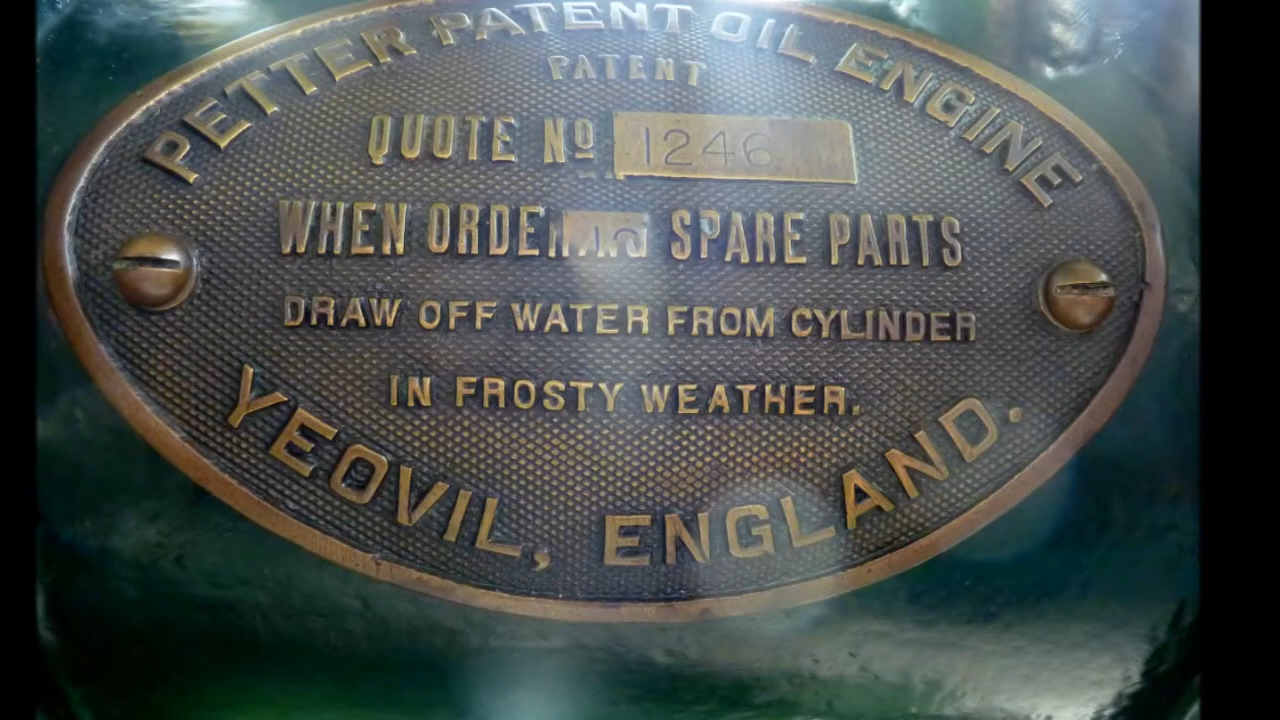 PETTER PATENT OIL ENGINE
PATENT
QUOTE No 1246
WHEN SPARE PARTS
DRAW OFF WATER FROM CYLINDER
IN FROSTY WEATHER.
YEOVIL, ENGLAND.